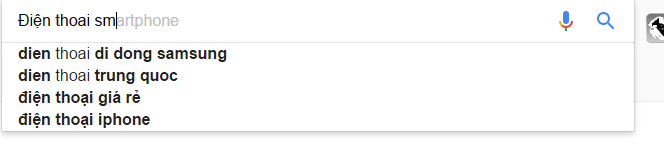 Điện thoai smartphone
dien thoai di dong samsung
dien thoai trung quoc
điện thoại giá rẻ
điện thoại iphone